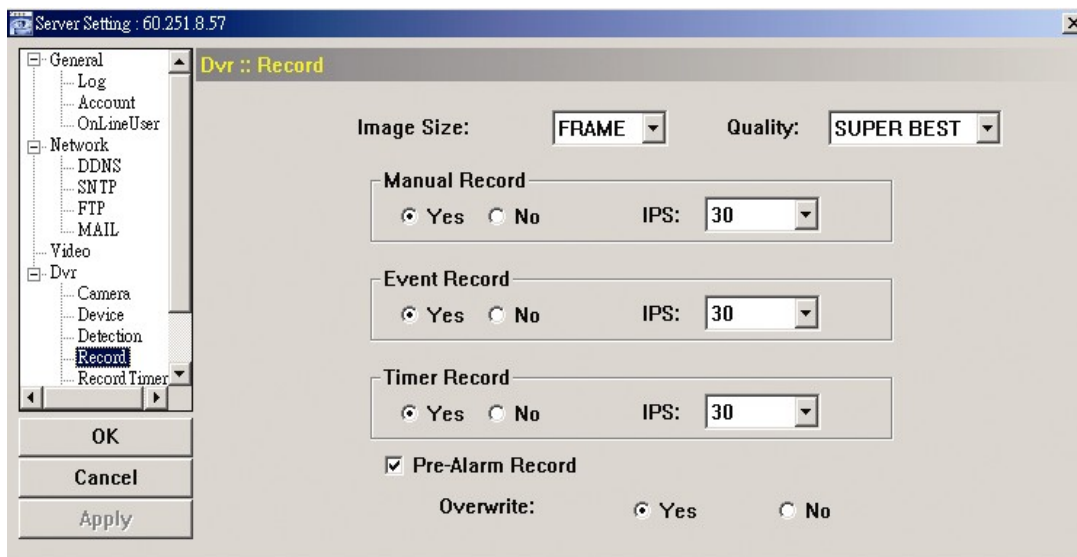 Server Setting : 60.251.8.57
General
Log
Account
OnLineUser
Network
DDNS
SNTP
FTP
MAIL
Video
Dvr
Camera
Device
Detection
Record
Record Timer
OK
Cancel
Apply
Dvr :: Record
Image Size: FRAME Quality: SUPER BEST
Manual Record
Yes No IPS: 30
Event Record
Yes No IPS: 30
Timer Record
Yes No IPS: 30
Pre-Alarm Record
Overwrite: Yes No